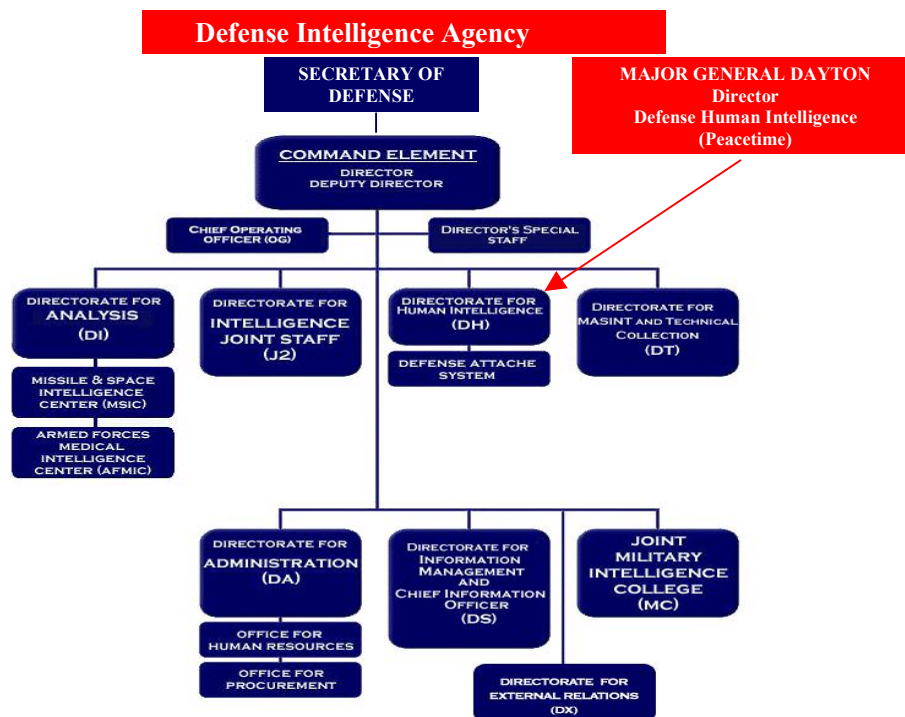 Defense Intelligence Agency
SECRETARY OF
DEFENSE
MAJOR GENERAL DAYTON
Director
Defense Human Intelligence
(Peacetime)
COMMAND ELEMENT
DIRECTOR
DEPUTY DIRECTOR
CHIEF OPERATING
OFFICER (OG)
DIRECTOR'S SPECIAL
STAFF
DIRECTORATE FOR
ANALYSIS
(DI)
DIRECTORATE FOR
INTELLIGENCE
JOINT STAFF
(J2)
DIRECTORATE FOR
HUMAN INTELLIGENCE
(DH)
DIRECTORATE FOR
MASINT AND TECHNICAL
COLLECTION
(DT)
MISSILE & SPACE
INTELLIGENCE
CENTER (MSIC)
DEFENSE ATTACHE
SYSTEM
ARMED FORCES
MEDICAL
INTELLIGENCE
CENTER (AFMIC)
DIRECTORATE FOR
ADMINISTRATION
(DA)
DIRECTORATE FOR
INFORMATION
MANAGEMENT
AND
CHIEF INFORMATION
OFFICER
(DS)
JOINT
MILITARY
INTELLIGENCE
COLLEGE
(MC)
OFFICE FOR
HUMAN RESOURCES
OFFICE FOR
PROCUREMENT
DIRECTORATE FOR
EXTERNAL RELATIONS
(DX)